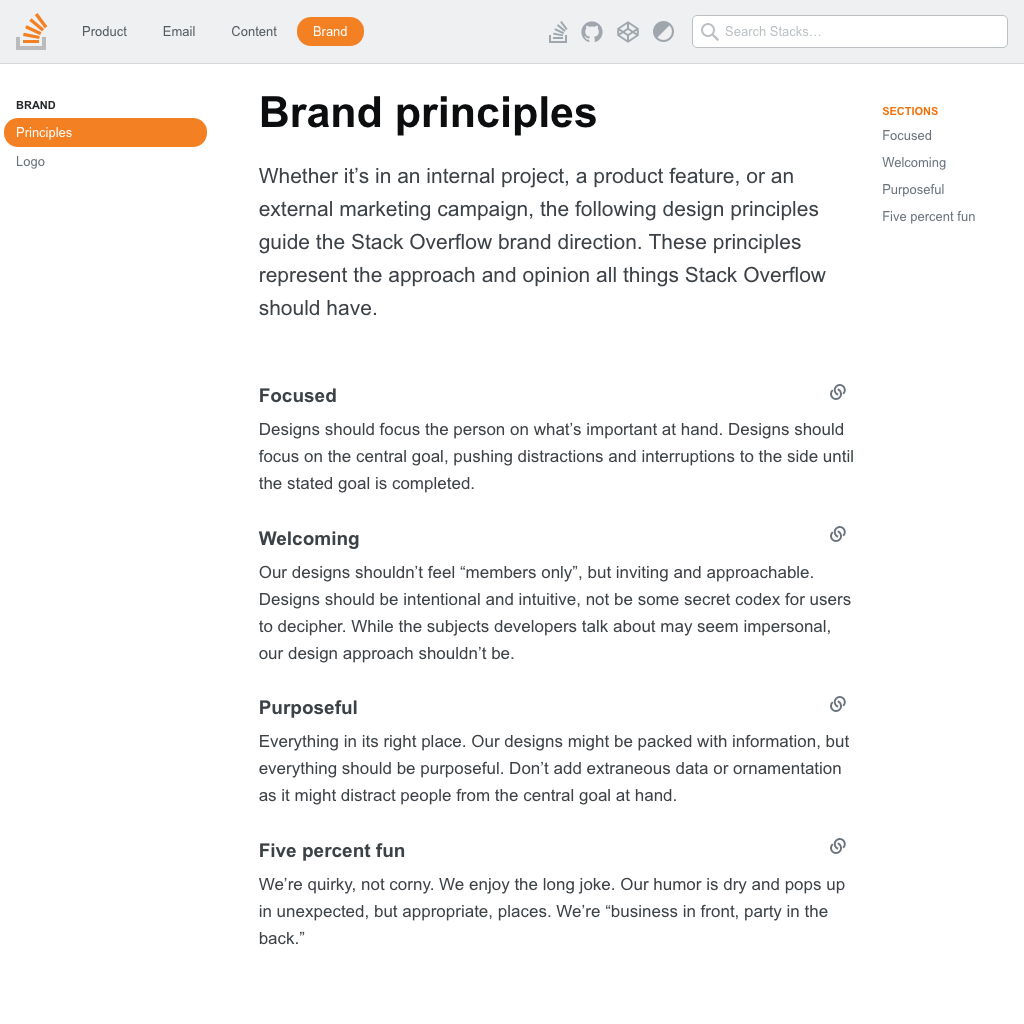 Product Email Content Brand Search Stacks...
BRAND
Principles
Logo
Brand principles
Whether it’s in an internal project, a product feature, or an
external marketing campaign, the following design principles
guide the Stack Overflow brand direction. These principles
represent the approach and opinion all things Stack Overflow
should have.
Focused
Designs should focus the person on what’s important at hand. Designs should
focus on the central goal, pushing distractions and interruptions to the side until
the stated goal is completed.
Welcoming
Our designs shouldn’t feel “members only”, but inviting and approachable.
Designs should be intentional and intuitive, not be some secret codex for users
to decipher. While the subjects developers talk about may seem impersonal,
our design approach shouldn’t be.
Purposeful
Everything in its right place. Our designs might be packed with information, but
everything should be purposeful. Don’t add extraneous data or ornamentation
as it might distract people from the central goal at hand.
Five percent fun
We’re quirky, not corny. We enjoy the long joke. Our humor is dry and pops up
in unexpected, but appropriate, places. We’re “business in front, party in the
back.”
SECTIONS
Focused
Welcoming
Purposeful
Five percent fun